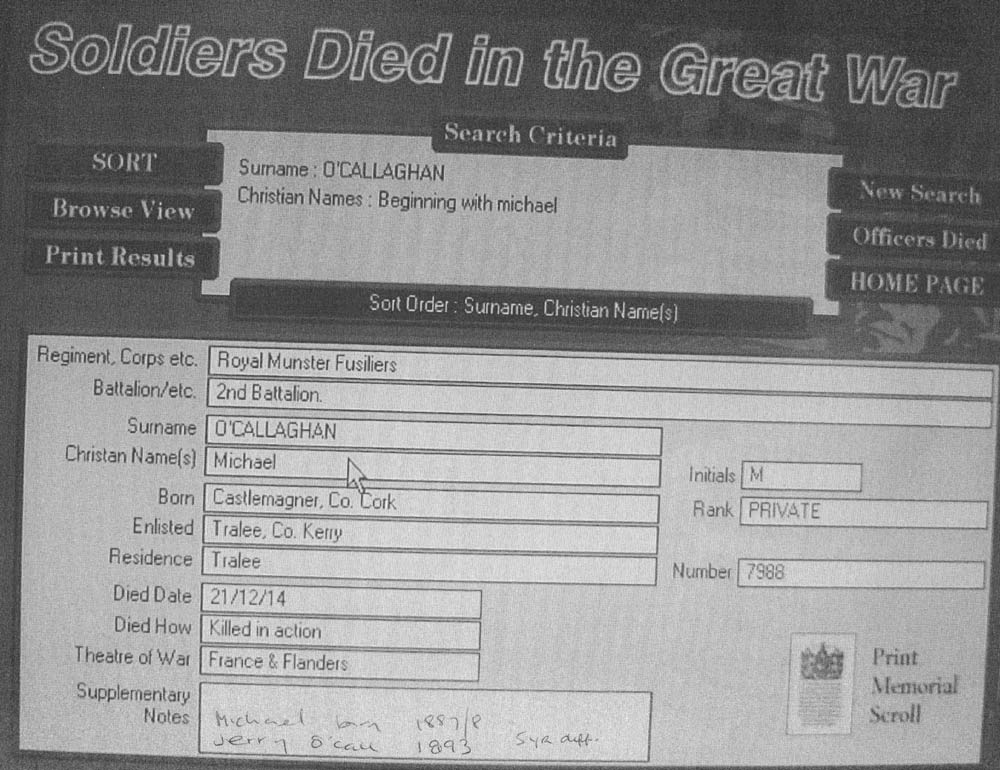 Soldiers Died in the Great War
Search Criteria
SORT
Browse View
Print Results
Surname : O'CALLAGHAN
Christian Names : Beginning with michael
New Search
Officers Died
HOME PAGE
Sort Order : Surname, Christian Name(s)
Regiment, Corps etc. Royal Munster Fusiliers
Battalion/etc. 2nd Battalion.
Surname O'CALLAGHAN
Christan Name(s) Michael
Initials M
Born Castlemagner, Co. Cork
Rank PRIVATE
Enlisted Tralee, Co. Kerry
Residence Tralee
Number 7988
Died Date 21/12/14
Died How Killed in action
Theatre of War France & Flanders
Supplementary
Notes
Michael born 1887/8
Jerry O'Call 1893 5yr diff.
Print
Memorial
Scroll